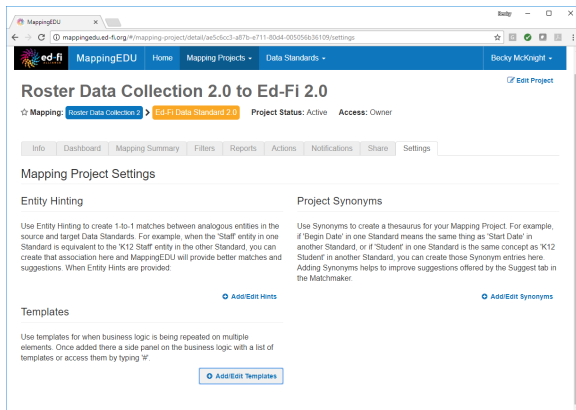 MappingEDU
Becky
mappingedu.ed-fi.org/#/mapping-project/detail/ae5c6cc3-a87b-e711-80d4-005056b36109/settings
ed-fi
ALLIANCE
MappingEDU
Home
Mapping Projects
Data Standards
Becky McKnight
Edit Project
Roster Data Collection 2.0 to Ed-Fi 2.0
Mapping: Roster Data Collection 2 Ed-Fi Data Standard 2.0 Project Status: Active Access: Owner
Info Dashboard Mapping Summary Filters Reports Actions Notifications Share Settings
Mapping Project Settings
Entity Hinting
Use Entity Hinting to create 1-to-1 matches between analogous entities in the
source and target Data Standards. For example, when the 'Staff' entity in one
Standard is equivalent to the 'K12 Staff' entity in the other Standard, you can
create that association here and MappingEDU will provide better matches and
suggestions. When Entity Hints are provided:
Add/Edit Hints
Project Synonyms
Use Synonyms to create a thesaurus for your Mapping Project. For example,
if 'Begin Date' in one Standard means the same thing as 'Start Date' in
another Standard, or if 'Student' in one Standard is the same concept as 'K12
Student' in another Standard, you can create those Synonym entries here.
Adding Synonyms helps to improve suggestions offered by the Suggest tab in
the Matchmaker.
Add/Edit Synonyms
Templates
Use templates for when business logic is being repeated on multiple
elements. Once added there a side panel on the business logic with a list of
templates or access them by typing '#'.
Add/Edit Templates